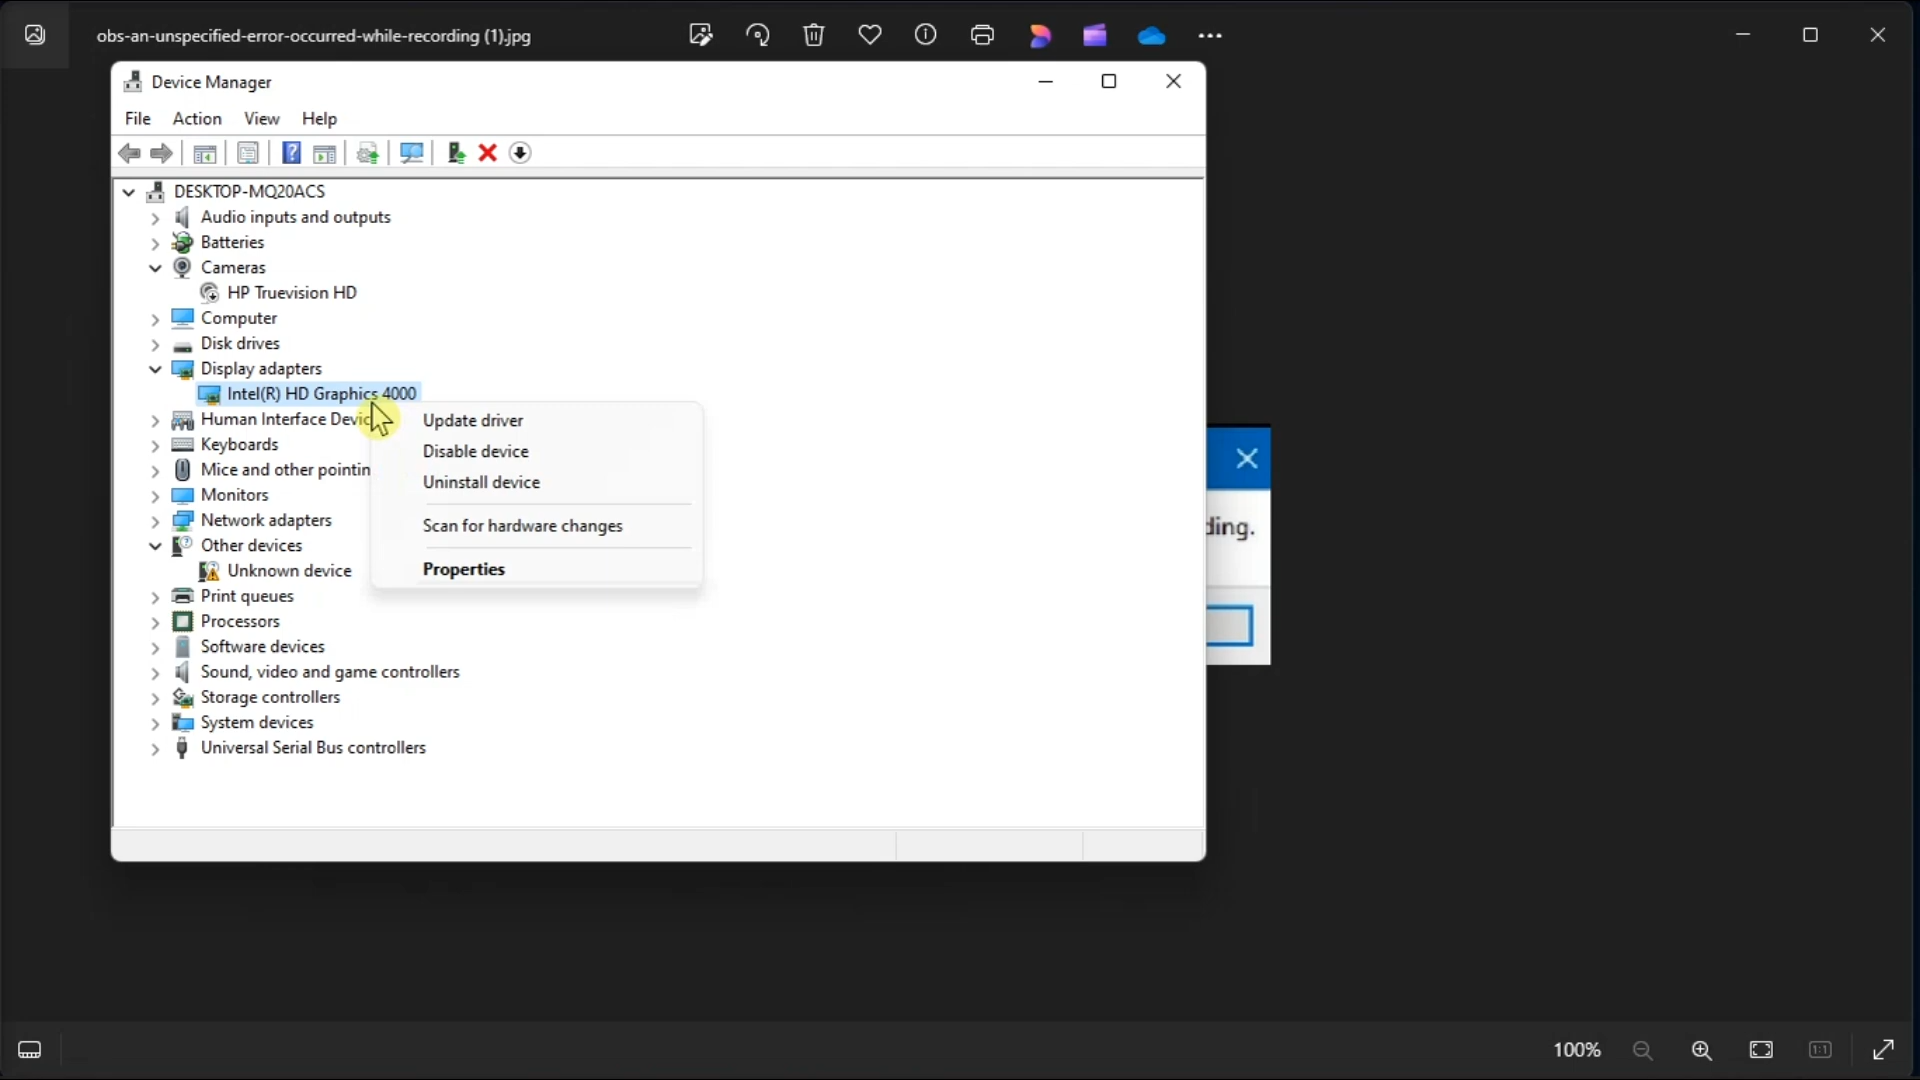 obs-an-unspecified-error-occurred-while-recording (1).jpg
Device Manager
File Action View Help
DESKTOP-MQ20ACS
Audio inputs and outputs
Batteries
Cameras
HP Truevision HD
Computer
Disk drives
Display adapters
Intel(R) HD Graphics 4000
Human Interface Devic
Keyboards
Mice and other pointin
Monitors
Network adapters
Other devices
Unknown device
Print queues
Processors
Software devices
Sound, video and game controllers
Storage controllers
System devices
Universal Serial Bus controllers
Update driver
Disable device
Uninstall device
Scan for hardware changes
Properties
ding.
100%
1:1